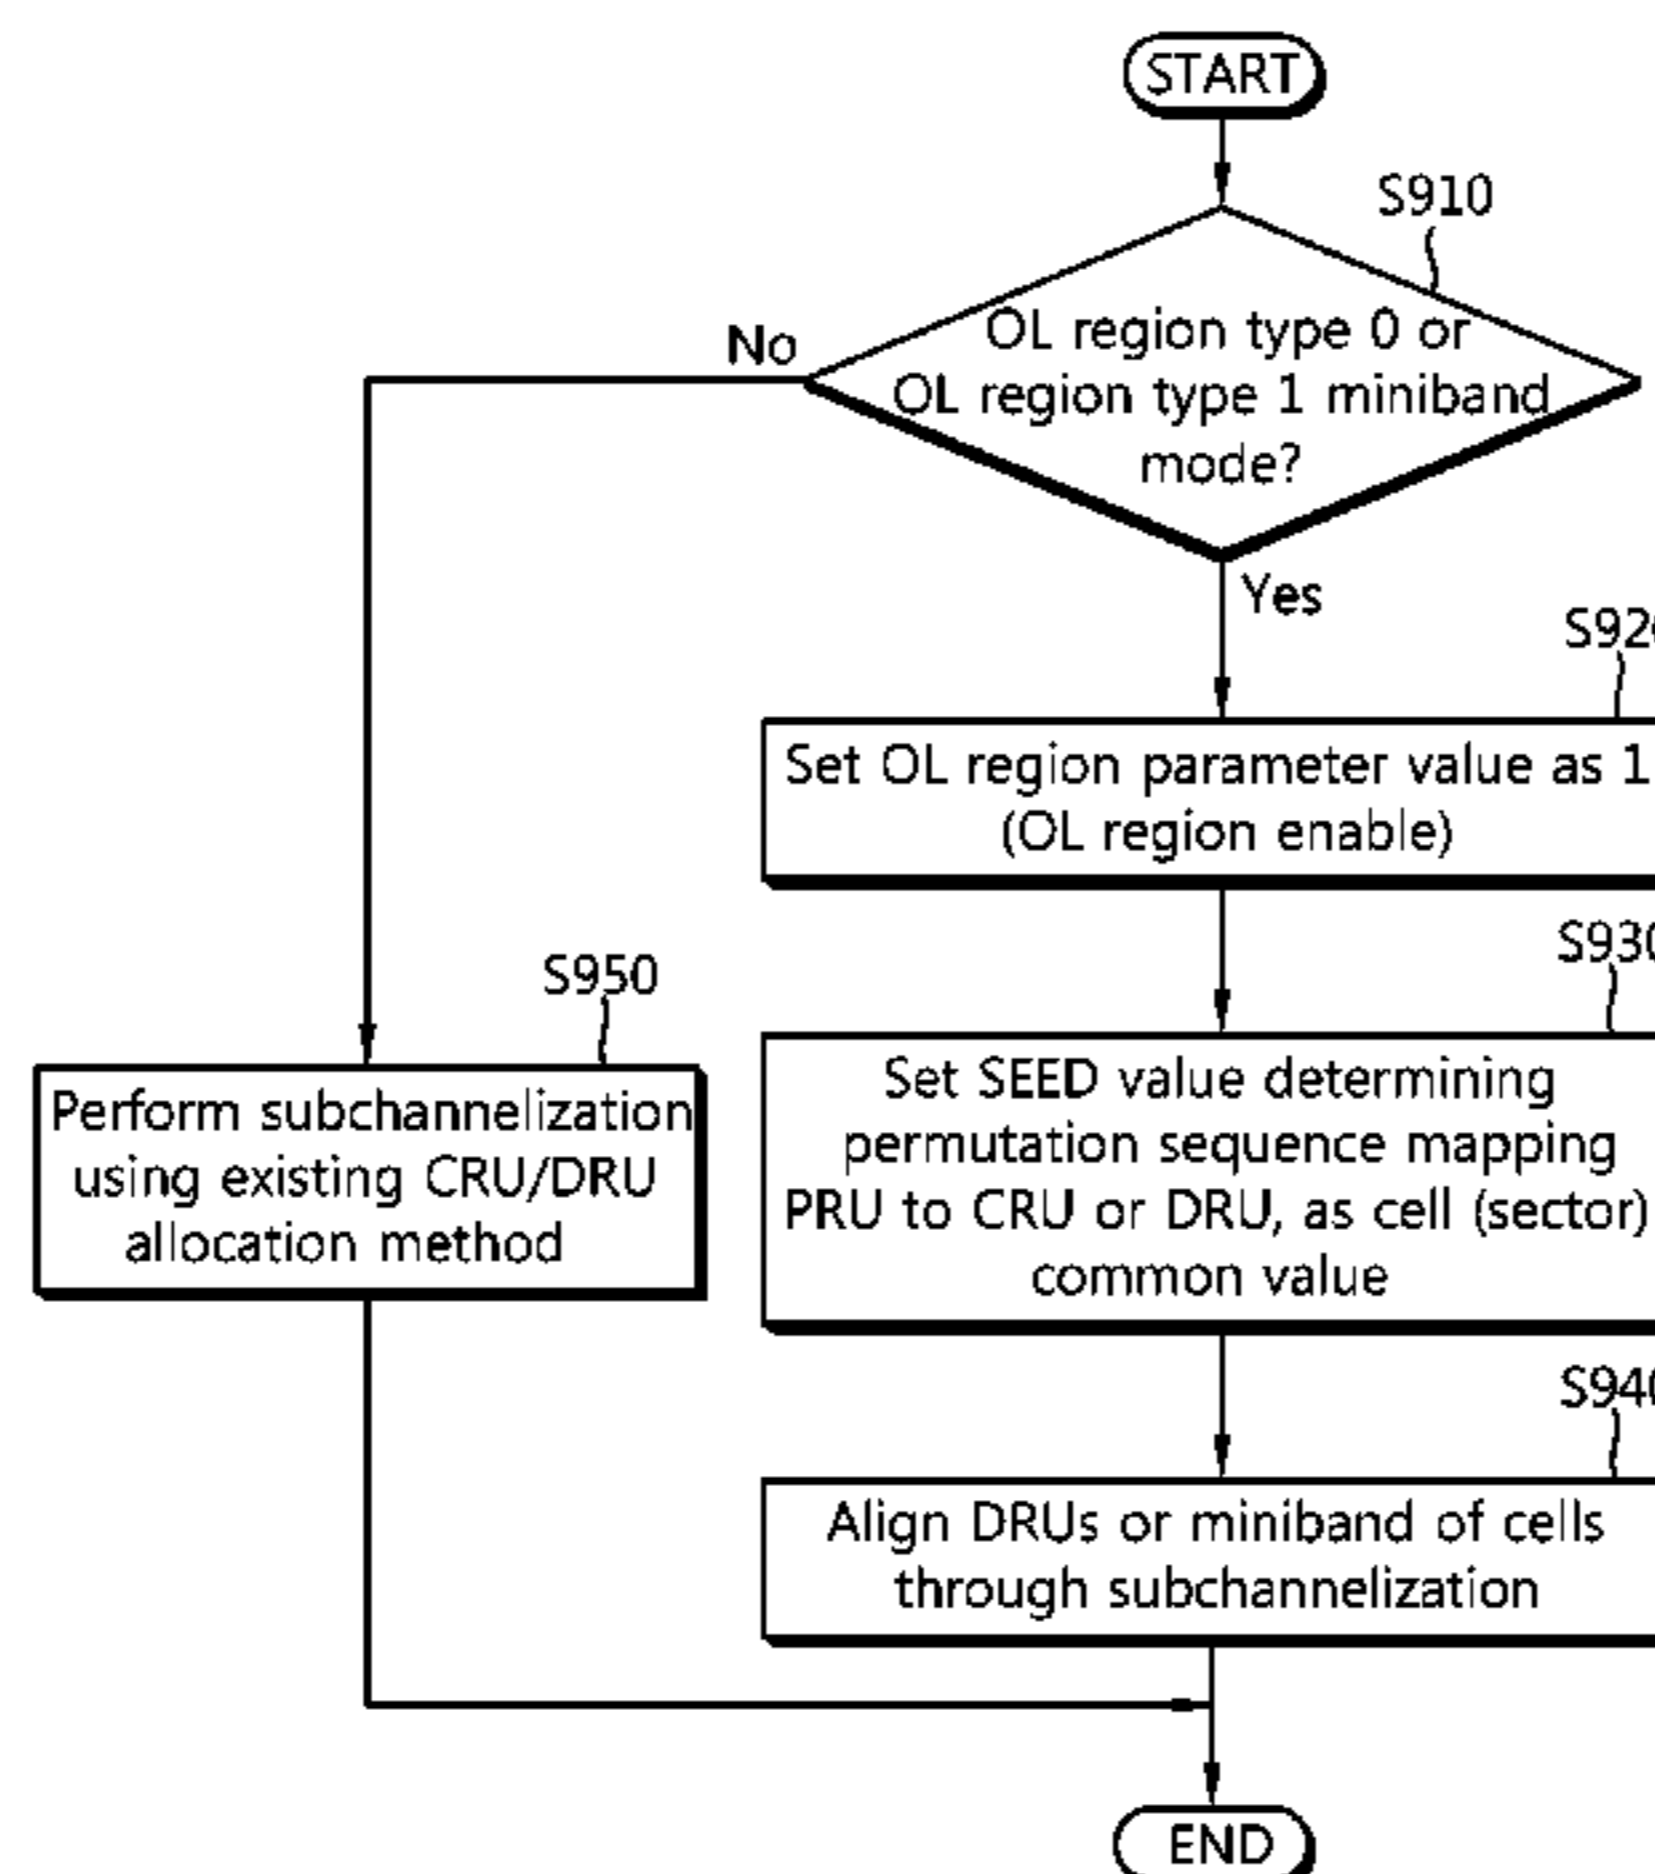 START
S910
No
OL region type 0 or
OL region type 1 miniband
mode?
Yes
S920
Set OL region parameter value as 1
(OL region enable)
S930
Set SEED value determining
permutation sequence mapping
PRU to CRU or DRU, as cell (sector)
common value
S950
Perform subchannelization
using existing CRU/DRU
allocation method
S940
Align DRUs or miniband of cells
through subchannelization
END